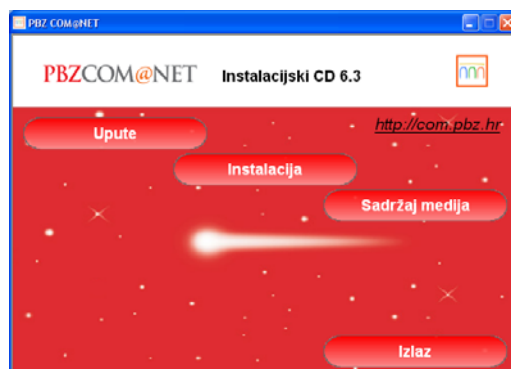 PBZ COM@NET
PBZCOM@NET Instalacijski CD 6.3
http://com.pbz.hr
Upute
Instalacija
Sadržaj medija
Izlaz